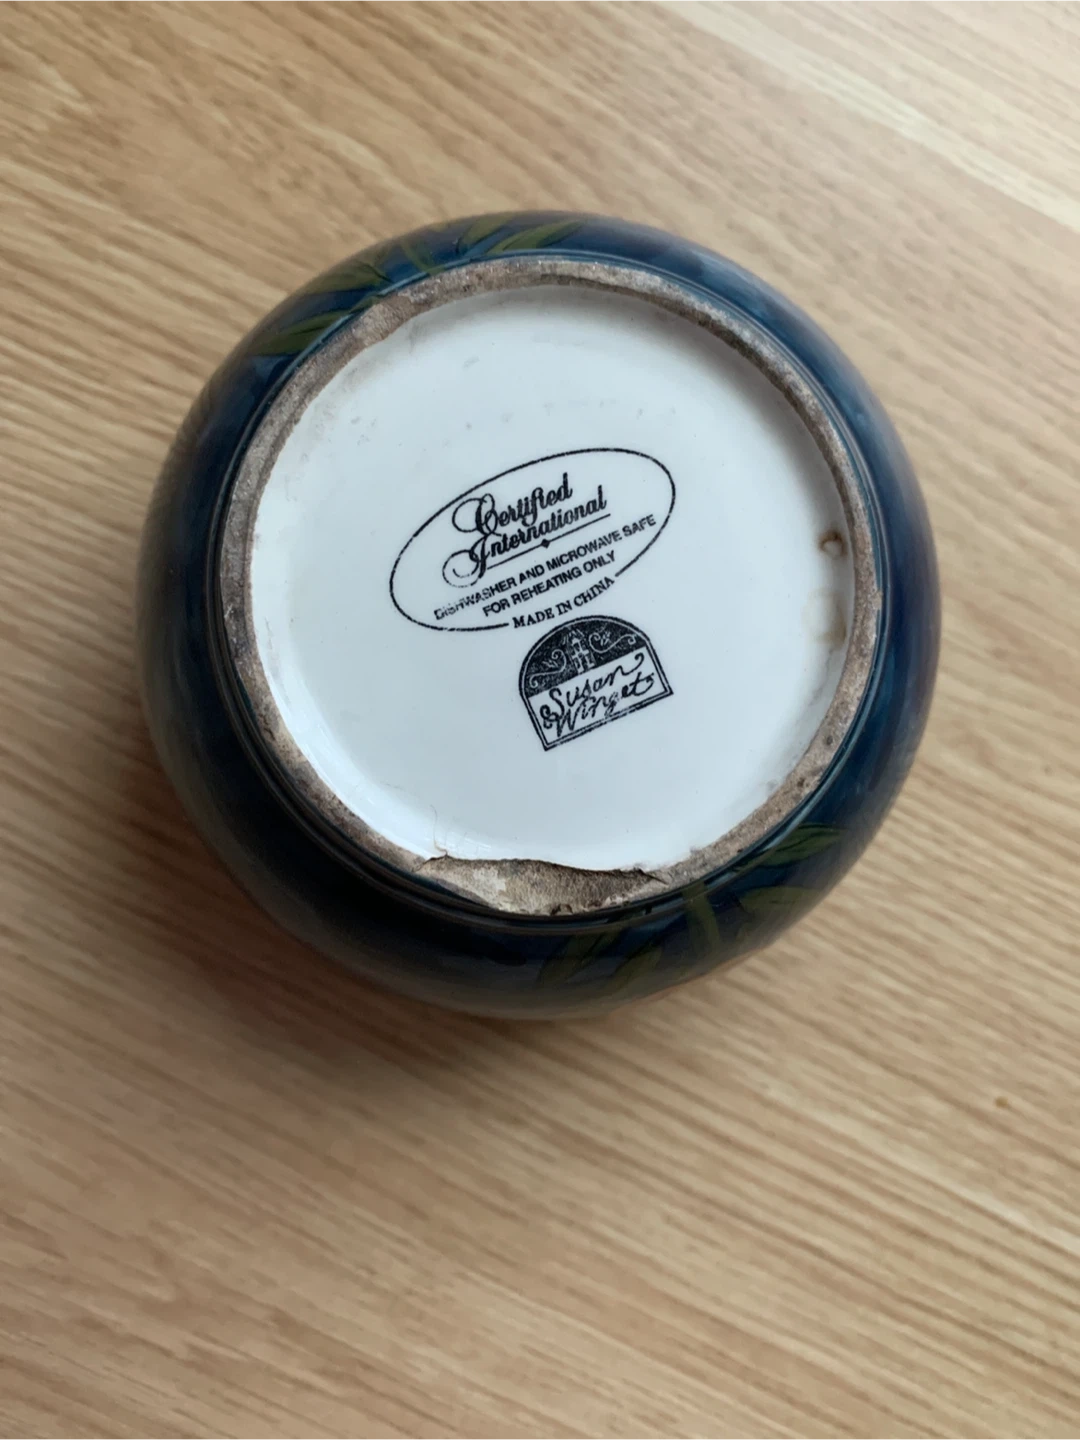 Certified
International
DISHWASHER AND MICROWAVE SAFE
FOR REHEATING ONLY
MADE IN CHINA
Susan
Winget